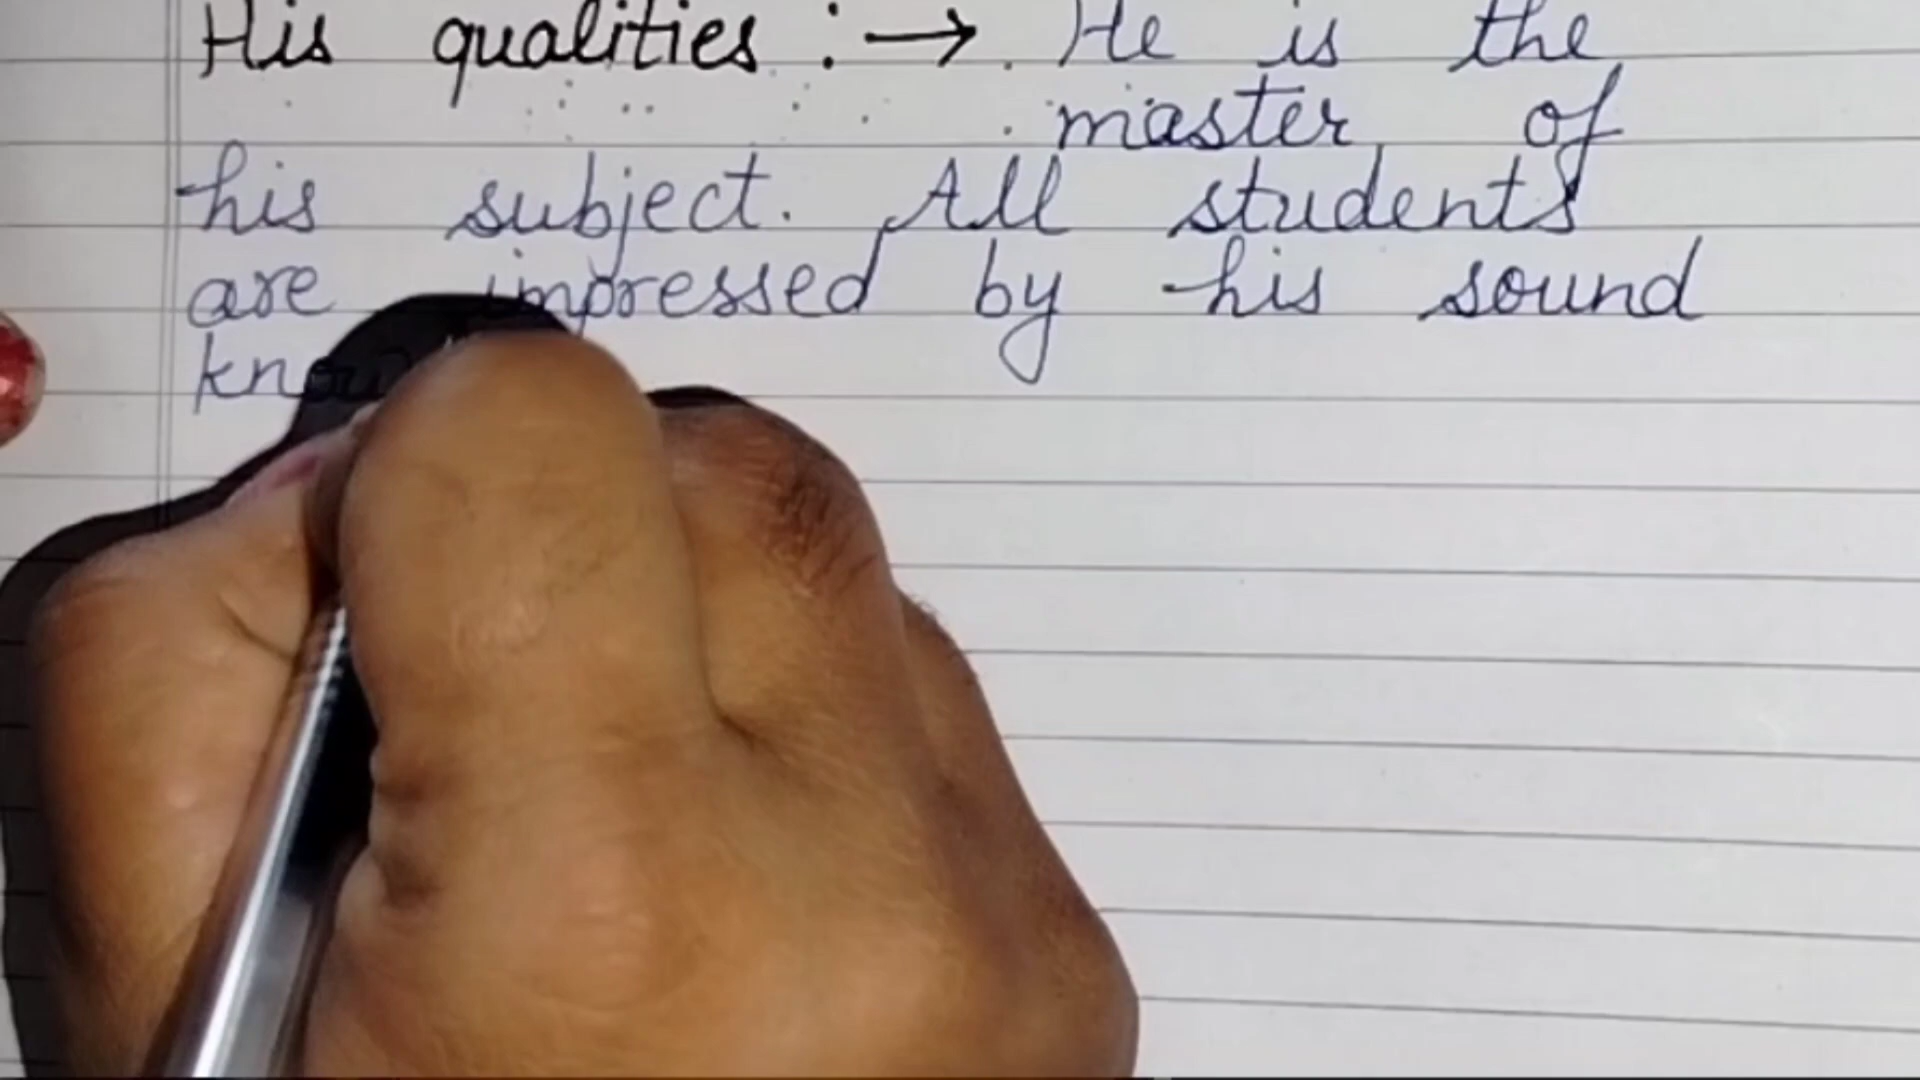 His qualities :→ He is the
master of
his subject. All students
are impressed by his sound